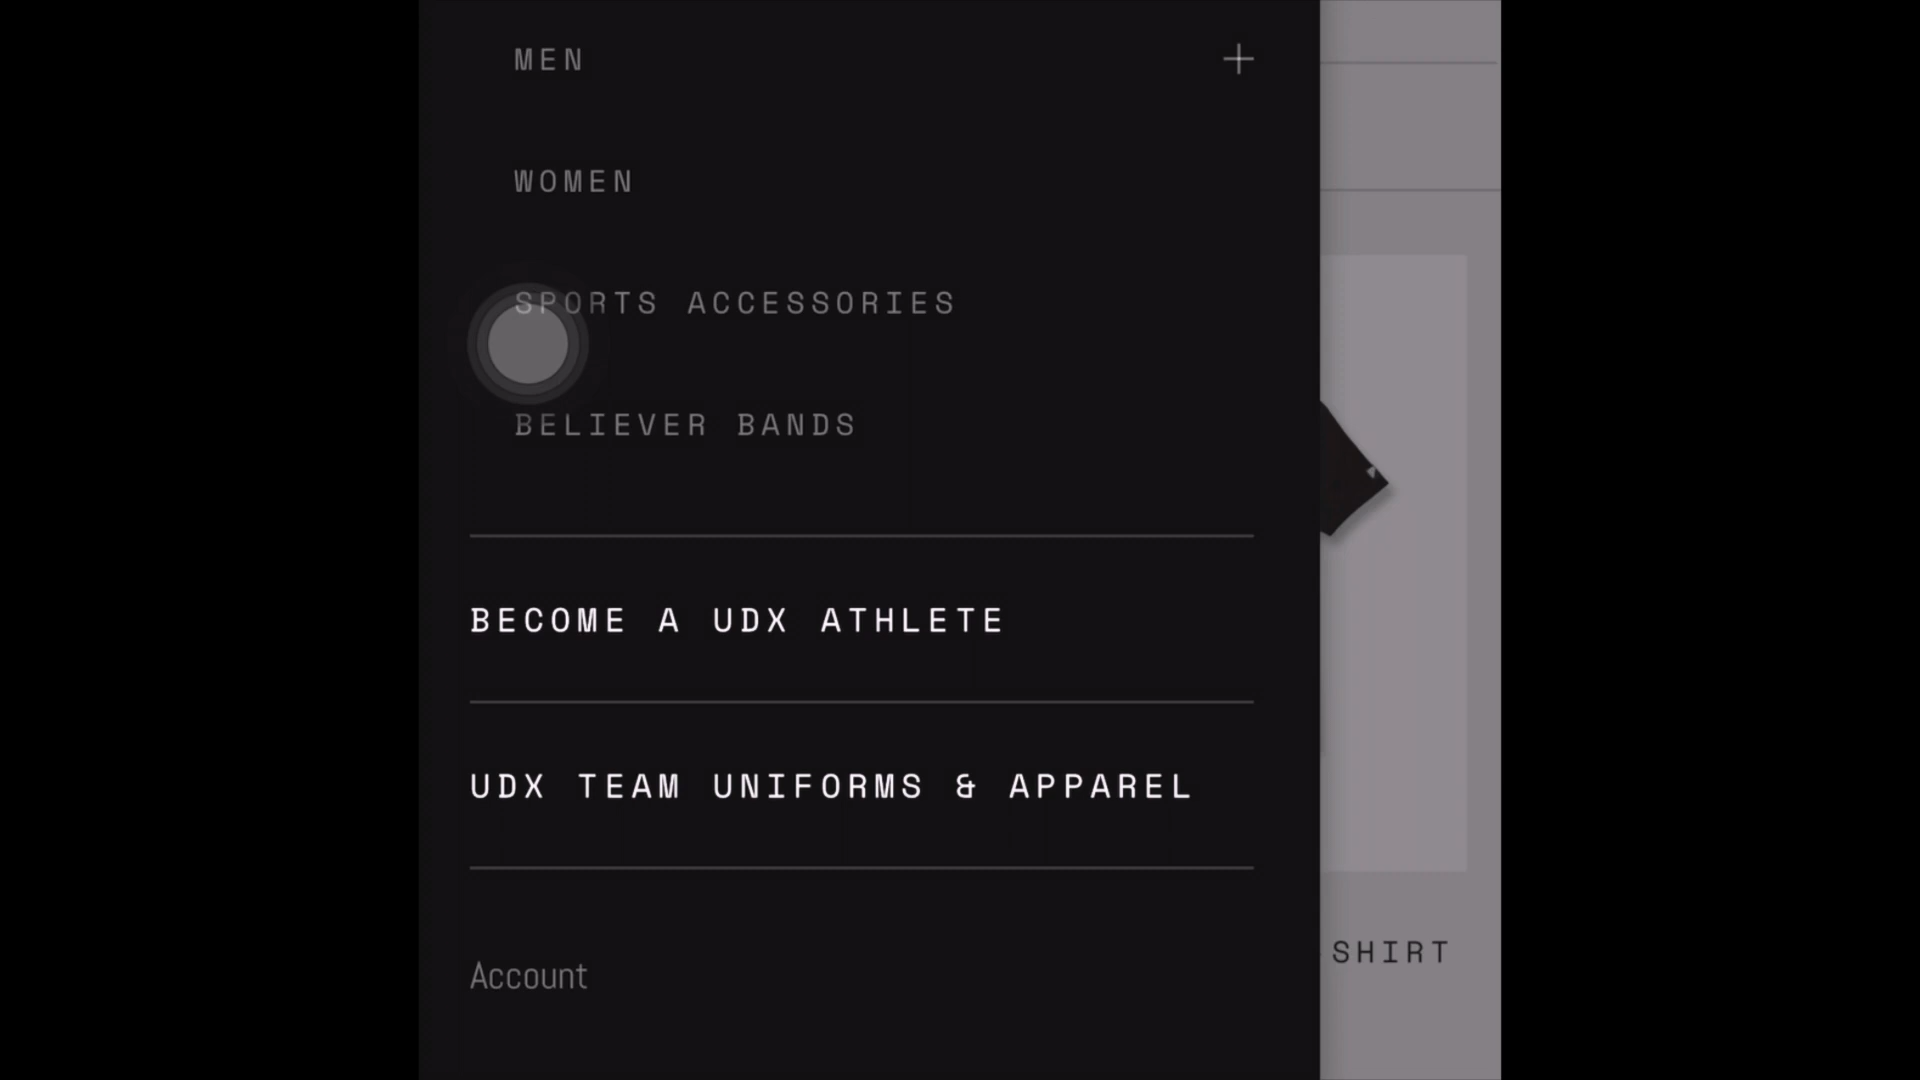 MEN
WOMEN
SPORTS ACCESSORIES
BELIEVER BANDS
BECOME A UDX ATHLETE
UDX TEAM UNIFORMS & APPAREL
SHIRT
Account